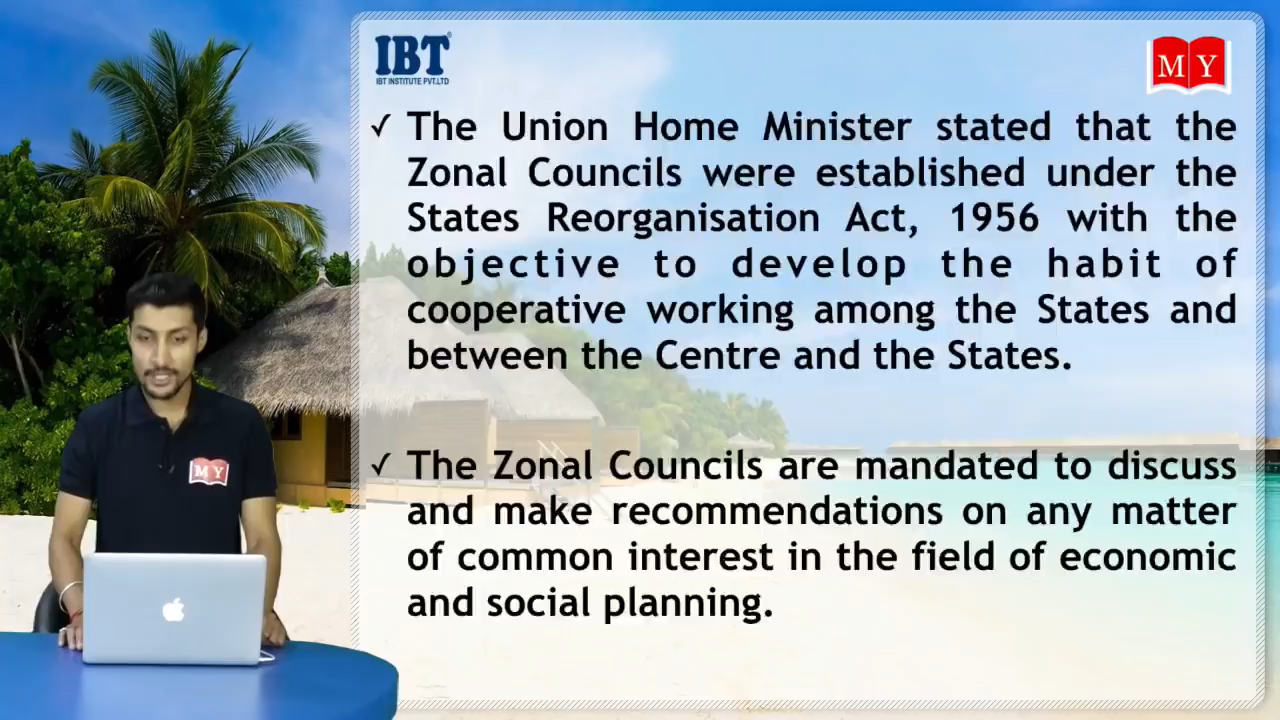 IBT
IBT INSTITUTE PVT.LTD
M Y
✓ The Union Home Minister stated that the
Zonal Councils were established under the
States Reorganisation Act, 1956 with the
objective to develop the habit of
cooperative working among the States and
between the Centre and the States.
✓ The Zonal Councils are mandated to discuss
and make recommendations on any matter
of common interest in the field of economic
and social planning.
M Y